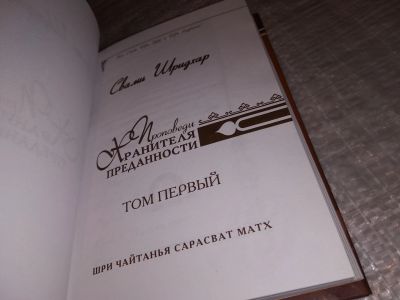 Свами Шридхар
Проповеди
ХРАНИТЕЛЯ
ПРЕДАННОСТИ
ТОМ ПЕРВЫЙ
ШРИ ЧАЙТАНЬЯ САРАСВАТ МАТХ